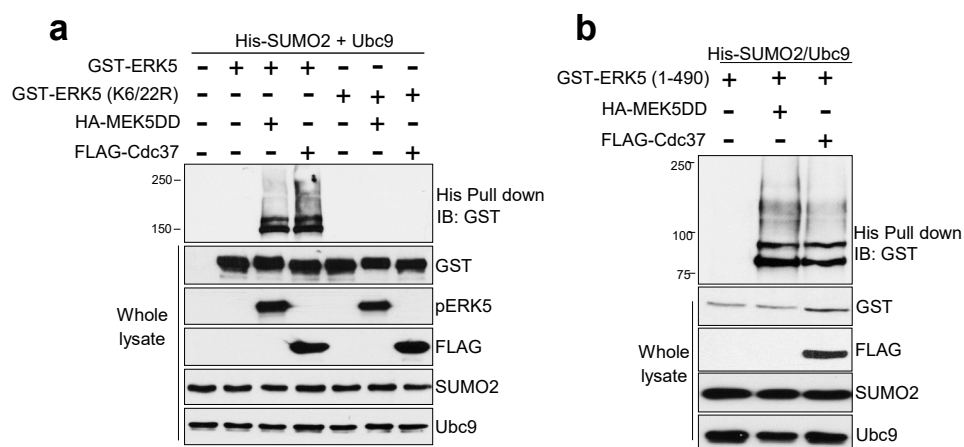 a
His-SUMO2 + Ubc9
GST-ERK5 - + + + - - -
GST-ERK5 (K6/22R) - - - - + + +
HA-MEK5DD - - + - - + -
FLAG-Cdc37 - - - + - - +
250
150
His Pull down
IB: GST
Whole
lysate
GST
pERK5
FLAG
SUMO2
Ubc9
b
His-SUMO2/Ubc9
GST-ERK5 (1-490) + + +
HA-MEK5DD - + -
FLAG-Cdc37 - - +
250
100
75
His Pull down
IB: GST
Whole
lysate
GST
FLAG
SUMO2
Ubc9